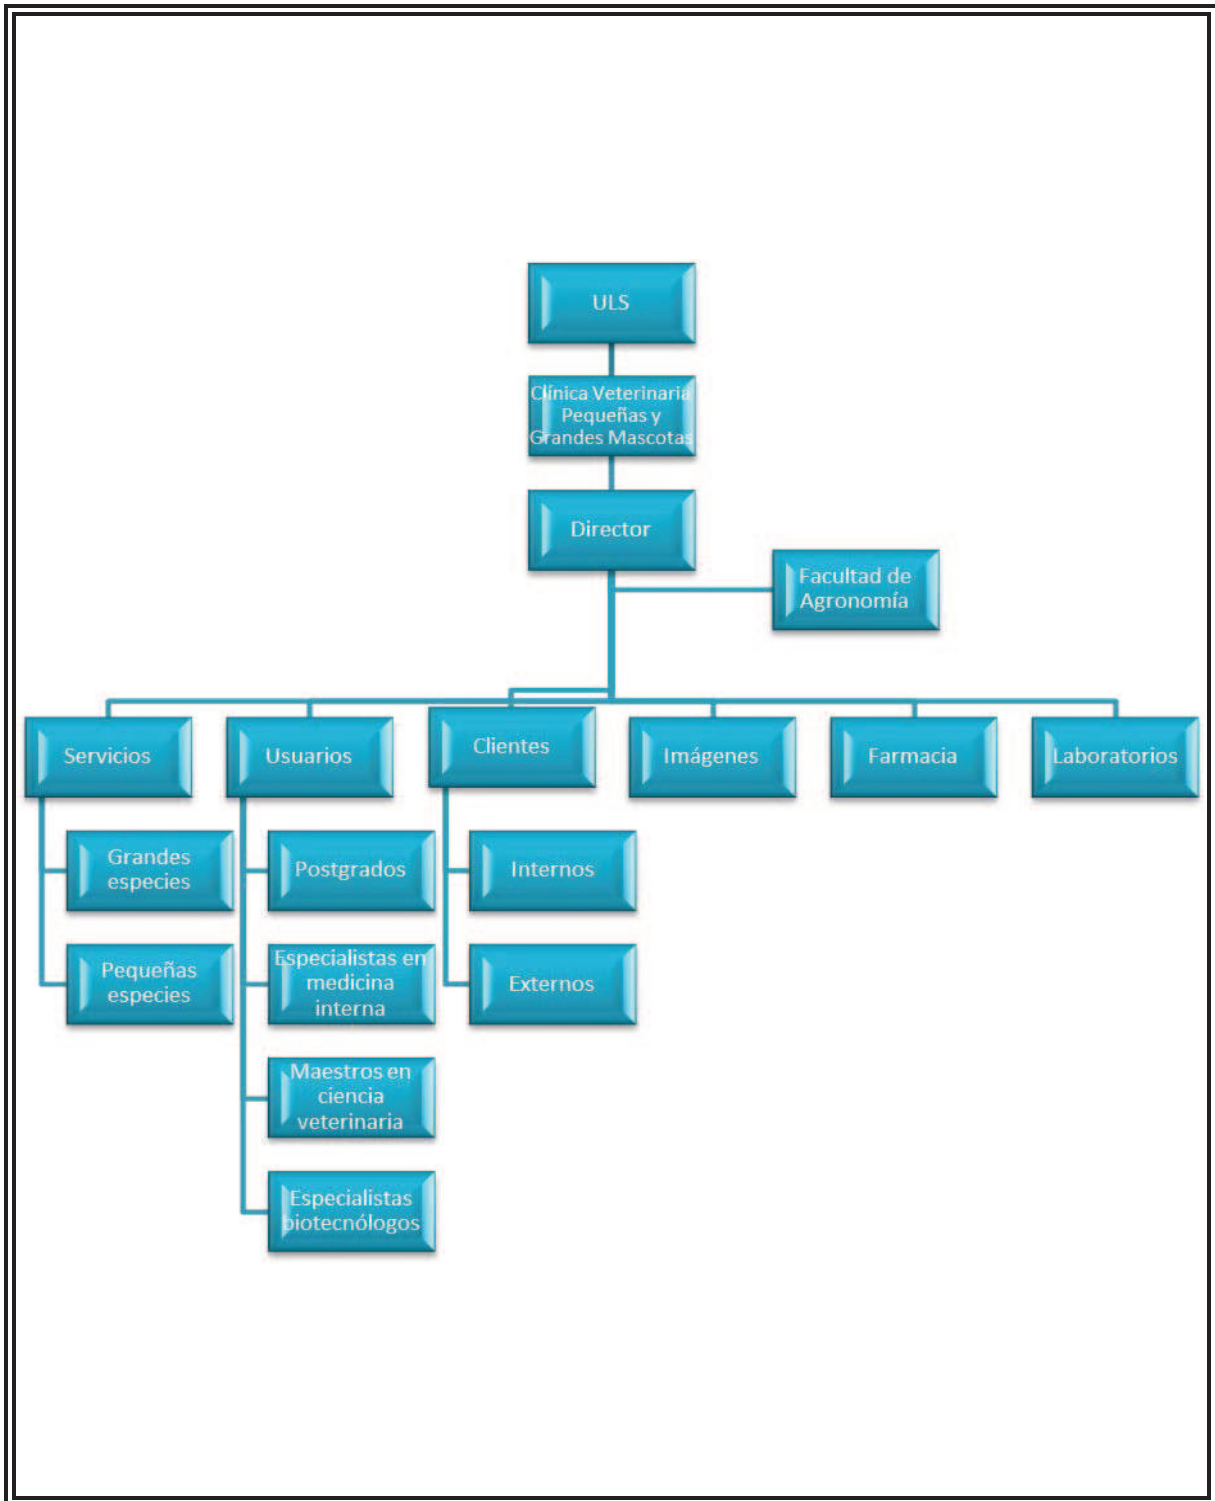 ULS
Clínica Veterinaria
Pequeñas y
Grandes Mascotas
Director
Facultad de
Agronomía
Servicios
Usuarios
Clientes
Imágenes
Farmacia
Laboratorios
Grandes
especies
Postgrados
Internos
Pequeñas
especies
Especialistas en
medicina
interna
Externos
Maestros en
ciencia
veterinaria
Especialistas
biotecnólogos